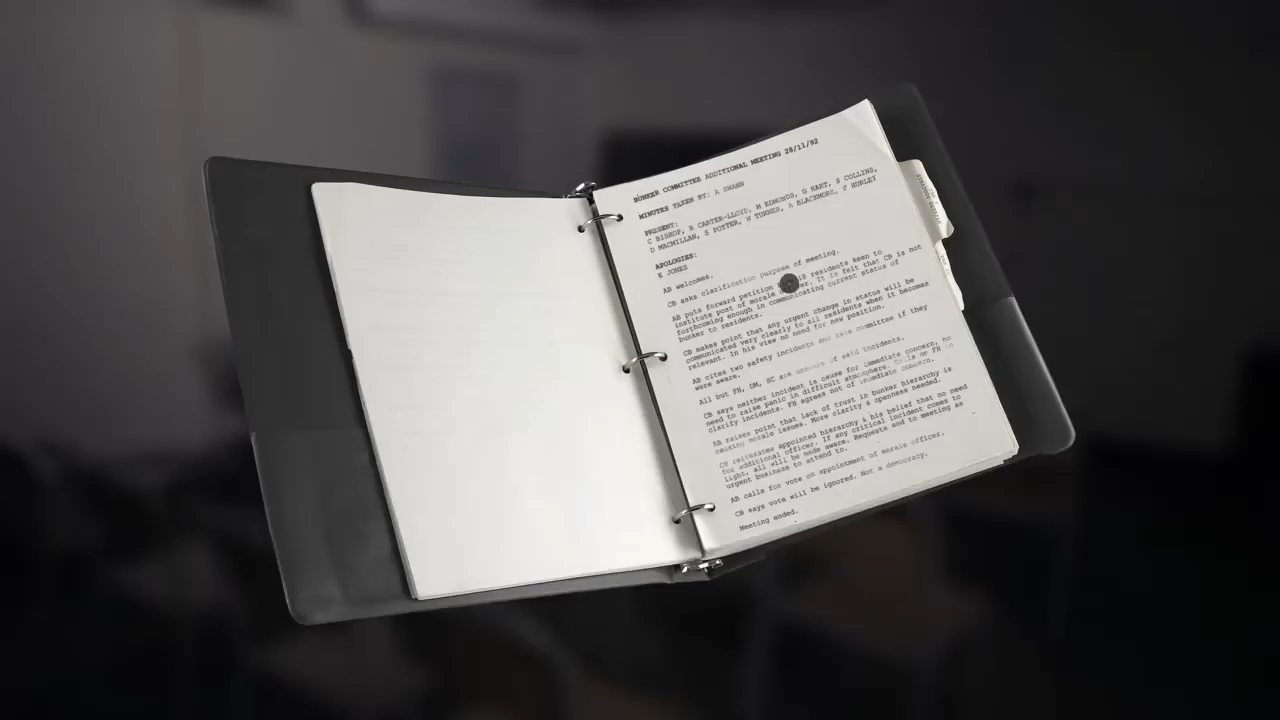 BUNKER COMMITTEE ADDITIONAL MEETING 28/11/92
MINUTES TAKEN BY: A SWANN
PRESENT:
C BISHOP, R CARTER-LLOYD, M EDMUNDS, G HART, S COLLINS,
D MACMILLAN, S POTTER, N TURNER, A BLACKMORE, F HURLEY
APOLOGIES:
E JONES
AB welcomes.
CB asks clarification purpose of meeting.
AB puts forward petition 18 residents keen to
institute post of morale It is felt that CB is not
forthcoming enough in communicating current status of
bunker to residents.
CB makes point that any urgent change in status will be
communicated very clearly to all residents when it becomes
relevant. In his view no need for new position.
AB cites two safety incidents and committee if they
were aware.
All but FH, DM, SC are unaware of said incidents.
CB says neither incident is cause for immediate concern, no
need to raise panic in difficult atmosphere. or FH to
clarify incidents. FH agrees not of immediate concern.
AB raises point that lack of trust in bunker hierarchy is
causing morale issues. More clarity & openness needed.
CB reiterates appointed hierarchy & his belief that no need
for additional officer. If any critical incident comes to
light, all will be made aware. Requests end to meeting as
urgent business to attend to.
AB calls for vote on appointment of morale officer.
CB says vote will be ignored. Not a democracy.
Meeting ended.